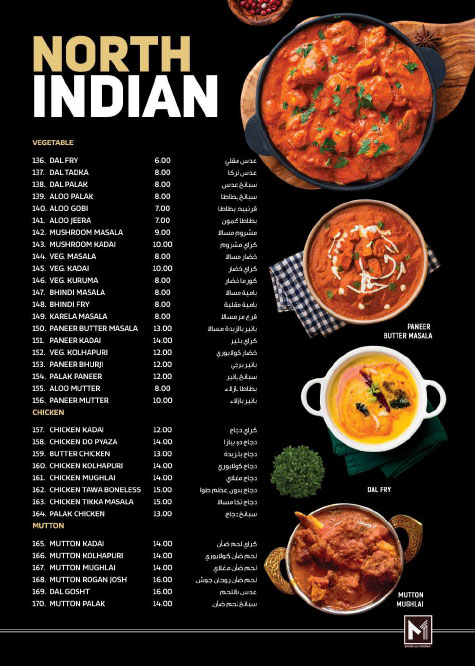 NORTH
INDIAN
VEGETABLE
136. DAL FRY 6.00 عدس مقلي
137. DAL TADKA 8.00 عدس تركا
138. DAL PALAK 8.00 سبانخ عدس
139. ALOO PALAK 8.00 سبانخ بطاطا
140. ALOO GOBI 7.00 قرنبيط بطاطا
141. ALOO JEERA 7.00 بطاطا كمون
142. MUSHROOM MASALA 9.00 مشروم مسالا
143. MUSHROOM KADAI 10.00 كراي مشروم
144. VEG. MASALA 8.00 خضار مسالا
145. VEG. KADAI 10.00 كراي خضار
146. VEG. KURUMA 8.00 كورما خضار
147. BHINDI MASALA 8.00 بامية مسالا
148. BHINDI FRY 8.00 بامية مقلية
149. KARELA MASALA 8.00 قرع مر مسالا
150. PANEER BUTTER MASALA 13.00 بانير بالزبدة مسالا
151. PANEER KADAI 14.00 كراي بانير
152. VEG. KOLHAPURI 12.00 خضار كولابوري
153. PANEER BHURJI 12.00 بانير برجي
154. PALAK PANEER 12.00 سبانخ بانير
155. ALOO MUTTER 8.00 بطاطا بازلاء
156. PANEER MUTTER 10.00 بانير بازلاء
CHICKEN
157. CHICKEN KADAI 12.00 كراي دجاج
158. CHICKEN DO PYAZA 14.00 دجاج دو بيازا
159. BUTTER CHICKEN 13.00 دجاج بالزبدة
160. CHICKEN KOLHAPURI 14.00 دجاج كولابوري
161. CHICKEN MUGHLAI 14.00 دجاج مغلاي
162. CHICKEN TAWA BONELESS 15.00 دجاج بدون عظم طوا
163. CHICKEN TIKKA MASALA 15.00 دجاج تكا مسالا
164. PALAK CHICKEN 13.00 سبانخ دجاج
MUTTON
165. MUTTON KADAI 14.00 كراي لحم ضأن
166. MUTTON KOLHAPURI 14.00 لحم ضأن كولابوري
167. MUTTON MUGHLAI 14.00 لحم ضأن مغلاي
168. MUTTON ROGAN JOSH 16.00 لحم ضأن روجان جوش
169. DAL GOSHT 16.00 عدس باللحم
170. MUTTON PALAK 14.00 سبانخ لحم ضأن
PANEER
BUTTER MASALA
DAL FRY
MUTTON
MUGHLAI
M1